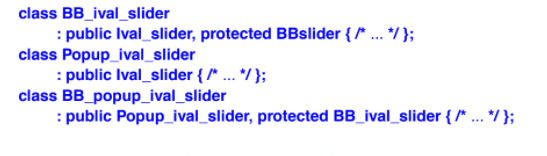 class BB_ival_slider
: public Ival_slider, protected BBslider { /* ... */ };
class Popup_ival_slider
: public Ival_slider { /* ... */ };
class BB_popup_ival_slider
: public Popup_ival_slider, protected BB_ival_slider { /* ... */ };